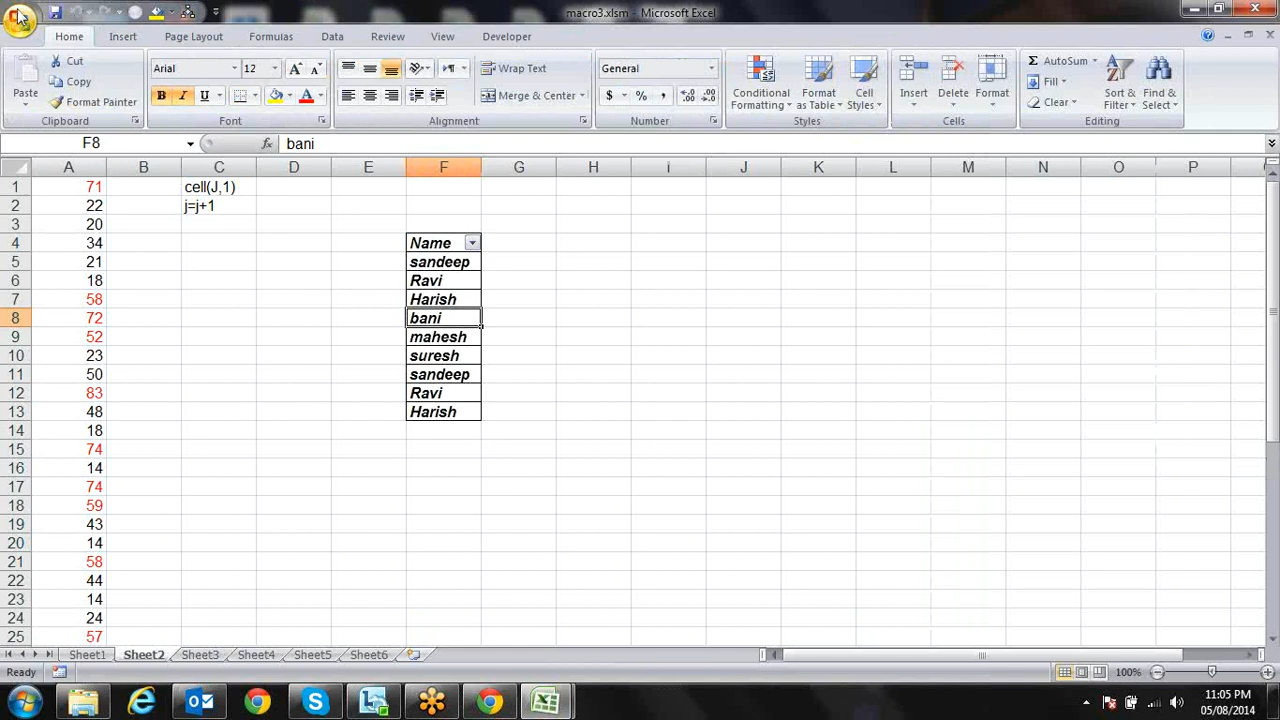 macro3.xlsm - Microsoft Excel
Home Insert Page Layout Formulas Data Review View Developer
Paste Cut Copy Format Painter Clipboard
Arial 12 B I U Font
Wrap Text Merge & Center Alignment
General $ % , Number
Conditional Formatting Format as Table Cell Styles Styles
Insert Delete Format Cells
AutoSum Fill Clear Sort & Filter Find & Select Editing
F8 fx bani
A B C D E F G H I J K L M N O P
1 71 cell(J,1)
2 22 j=j+1
3 20
4 34 Name
5 21 sandeep
6 18 Ravi
7 58 Harish
8 72 bani
9 52 mahesh
10 23 suresh
11 50 sandeep
12 83 Ravi
13 48 Harish
14 18
15 74
16 14
17 74
18 59
19 43
20 14
21 58
22 44
23 14
24 24
25 57
Sheet1 Sheet2 Sheet3 Sheet4 Sheet5 Sheet6
Ready 100%
11:05 PM
05/08/2014